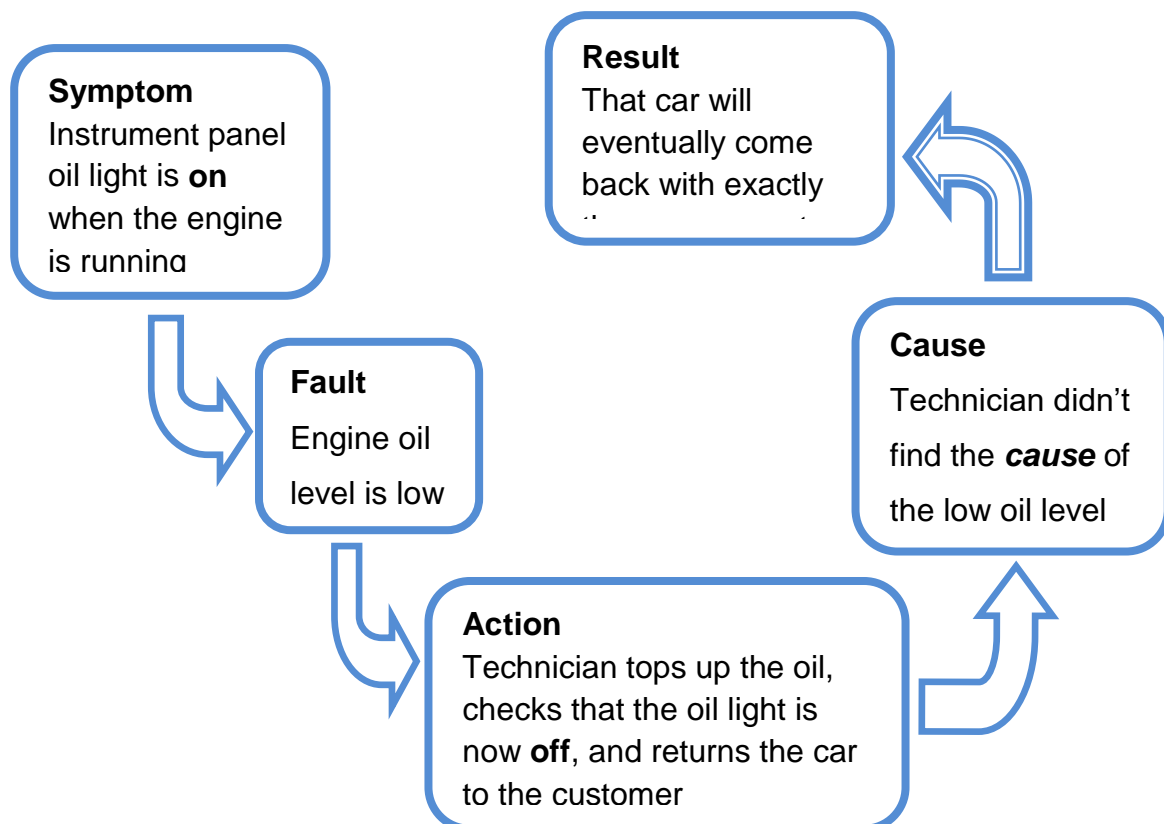 Symptom
Instrument panel
oil light is on
when the engine
is running
Fault
Engine oil
level is low
Action
Technician tops up the oil,
checks that the oil light is
now off, and returns the car
to the customer
Cause
Technician didn’t
find the cause of
the low oil level
Result
That car will
eventually come
back with exactly